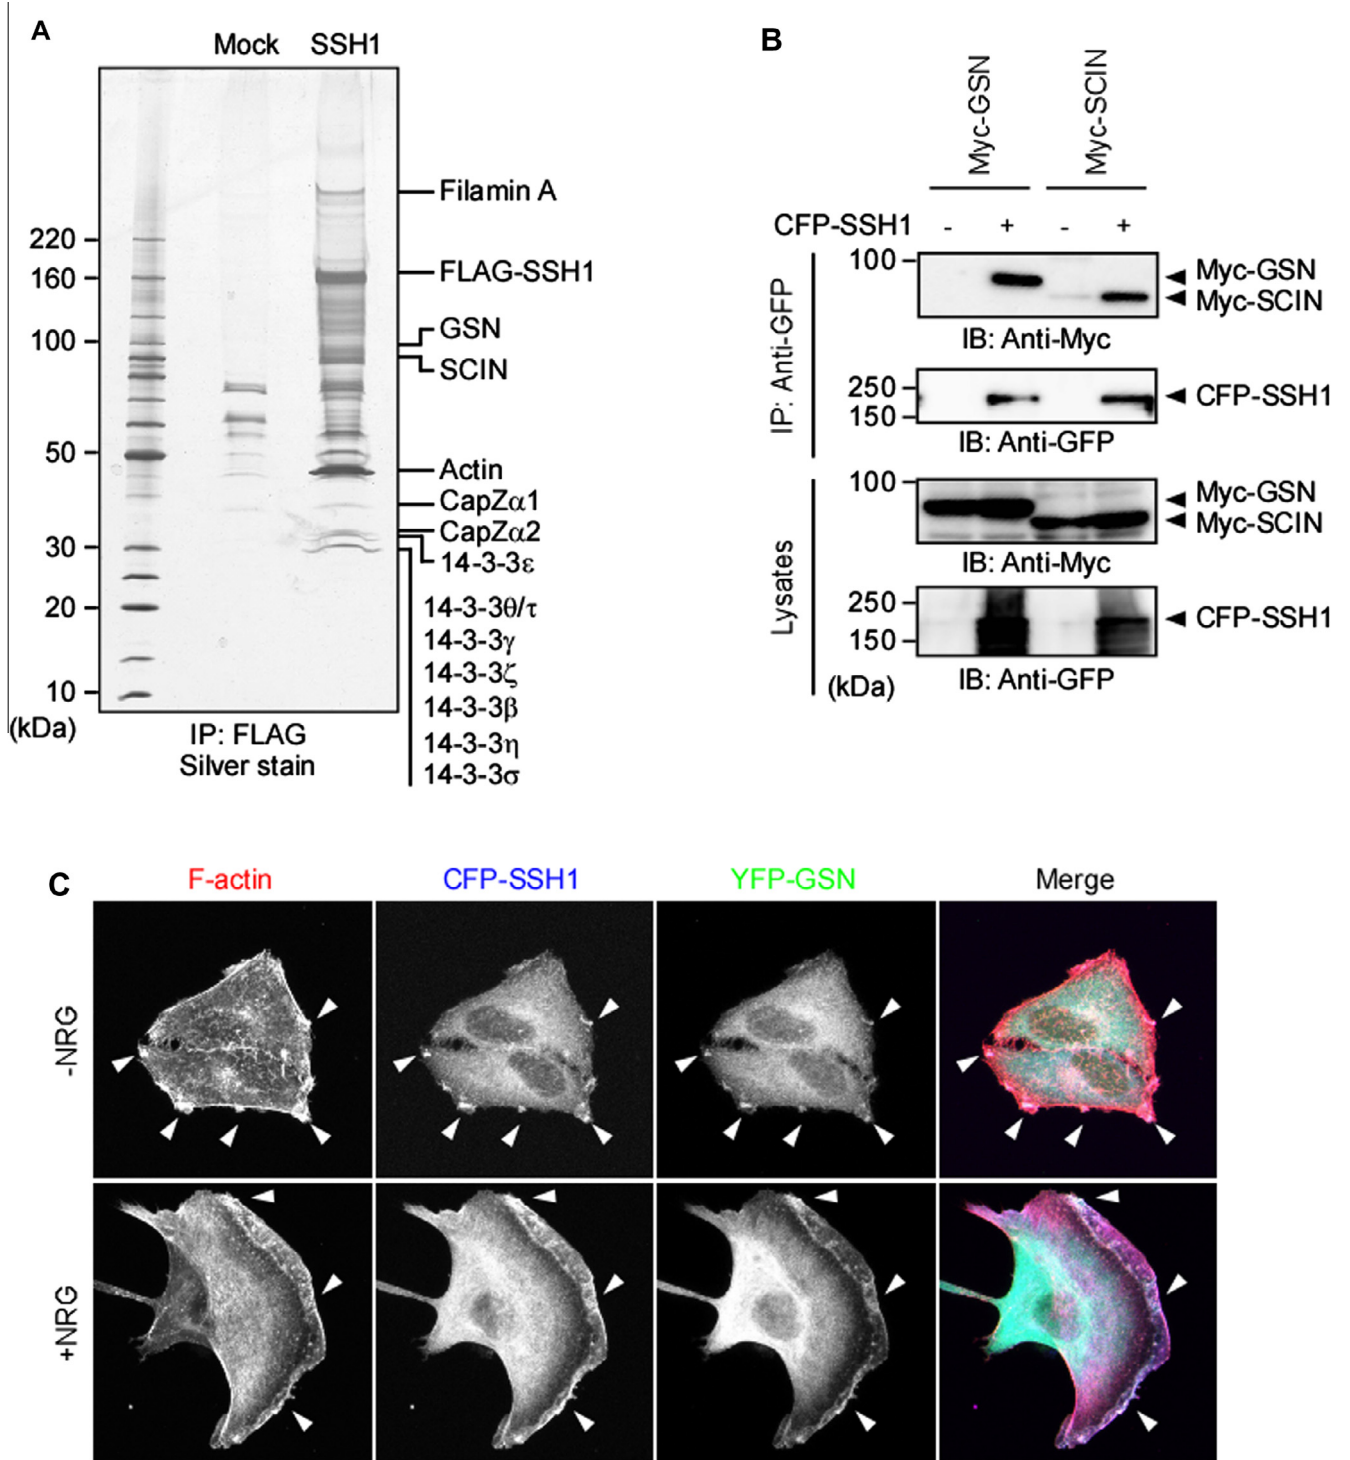 A
Mock SSH1
Filamin A
220
FLAG-SSH1
160
GSN
100
SCIN
50
Actin
CapZα1
CapZα2
30
14-3-3ε
20
14-3-3θ/τ
14-3-3γ
14-3-3ζ
10
14-3-3β
(kDa)
14-3-3η
14-3-3σ
IP: FLAG
Silver stain
B
Myc-GSN
Myc-SCIN
CFP-SSH1 - + - +
IP: Anti-GFP
100
Myc-GSN
Myc-SCIN
IB: Anti-Myc
250
150
CFP-SSH1
IB: Anti-GFP
Lysates
100
Myc-GSN
Myc-SCIN
IB: Anti-Myc
250
150
CFP-SSH1
(kDa)
IB: Anti-GFP
C
F-actin CFP-SSH1 YFP-GSN Merge
-NRG
+NRG